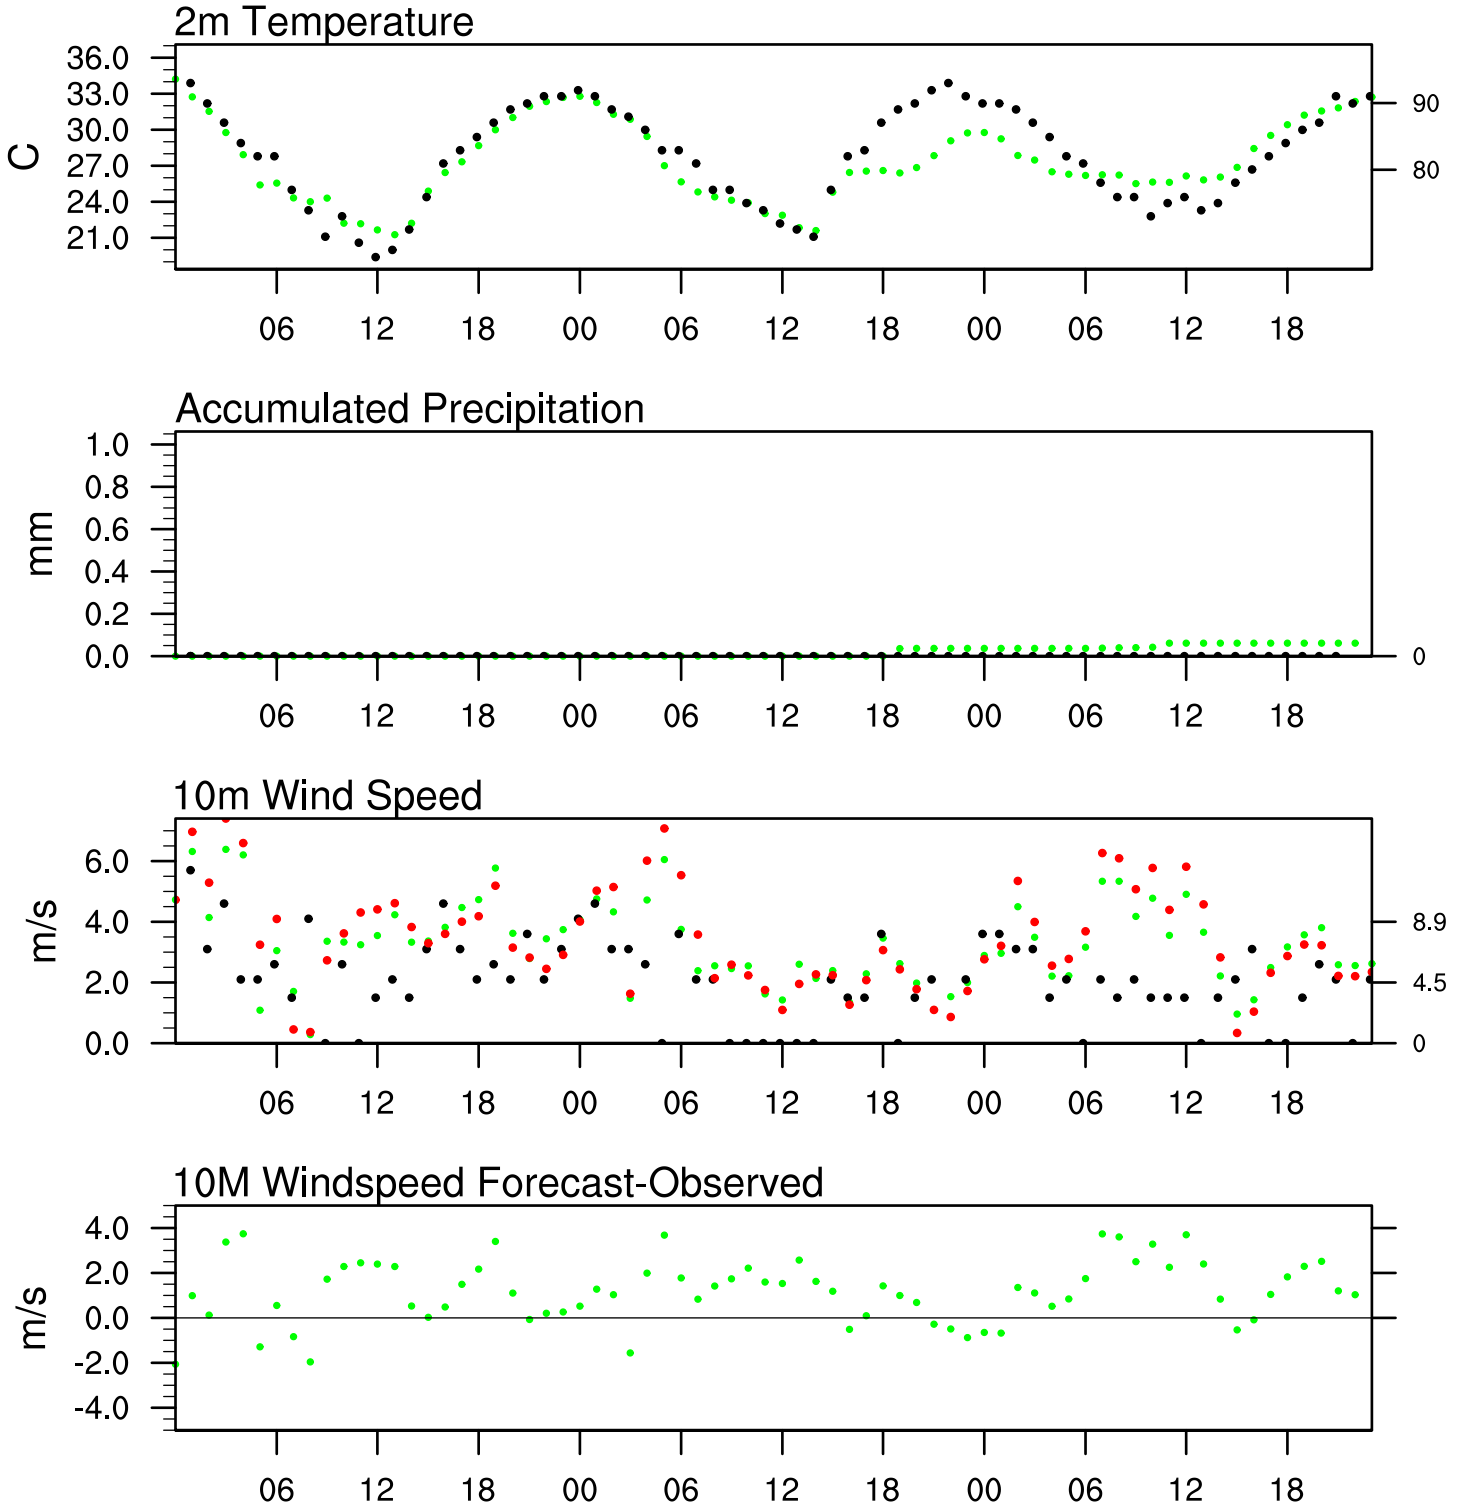 2m Temperature
36.0
33.0
30.0
27.0
24.0
21.0
C
90
80
06 12 18 00 06 12 18 00 06 12 18
Accumulated Precipitation
1.0
0.8
0.6
0.4
0.2
0.0
mm
0
06 12 18 00 06 12 18 00 06 12 18
10m Wind Speed
6.0
4.0
2.0
0.0
m/s
8.9
4.5
0
06 12 18 00 06 12 18 00 06 12 18
10M Windspeed Forecast-Observed
4.0
2.0
0.0
-2.0
-4.0
m/s
06 12 18 00 06 12 18 00 06 12 18